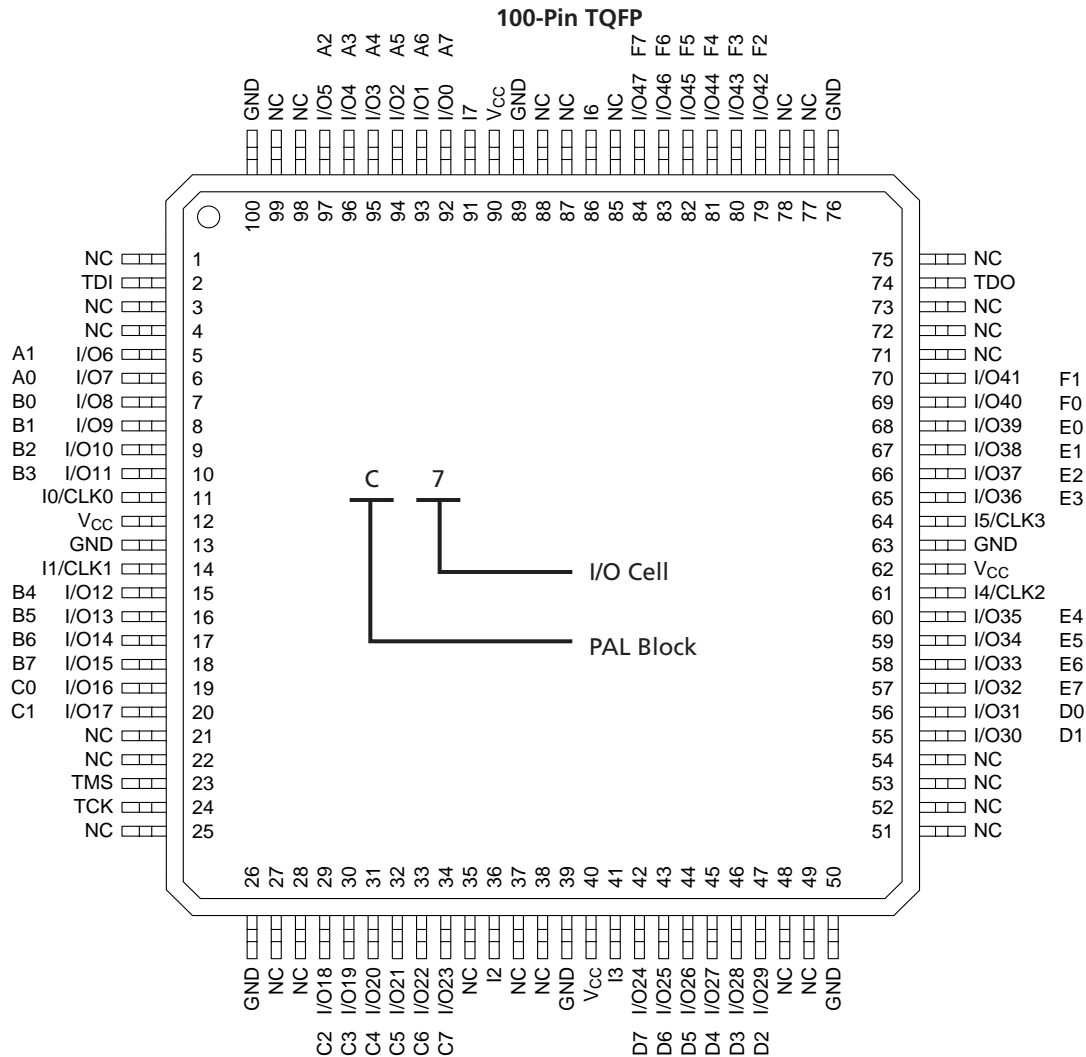 100-Pin TQFP
A2 A3 A4 A5 A6 A7 F7 F6 F5 F4 F3 F2
GND NC NC I/O5 I/O4 I/O3 I/O2 I/O1 I/O0 I7 VCC GND NC NC I6 NC I/O47 I/O46 I/O45 I/O44 I/O43 I/O42 NC NC GND
100 99 98 97 96 95 94 93 92 91 90 89 88 87 86 85 84 83 82 81 80 79 78 77 76
NC 1 75 NC
TDI 2 74 TDO
NC 3 73 NC
NC 4 72 NC
A1 I/O6 5 71 NC
A0 I/O7 6 70 I/O41 F1
B0 I/O8 7 69 I/O40 F0
B1 I/O9 8 68 I/O39 E0
B2 I/O10 9 67 I/O38 E1
B3 I/O11 10 C 7 66 I/O37 E2
I0/CLK0 11 65 I/O36 E3
VCC 12 64 I5/CLK3
GND 13 63 GND
I1/CLK1 14 I/O Cell 62 VCC
B4 I/O12 15 61 I4/CLK2
B5 I/O13 16 60 I/O35 E4
B6 I/O14 17 PAL Block 59 I/O34 E5
B7 I/O15 18 58 I/O33 E6
C0 I/O16 19 57 I/O32 E7
C1 I/O17 20 56 I/O31 D0
NC 21 55 I/O30 D1
NC 22 54 NC
TMS 23 53 NC
TCK 24 52 NC
NC 25 51 NC
26 27 28 29 30 31 32 33 34 35 36 37 38 39 40 41 42 43 44 45 46 47 48 49 50
GND NC NC I/O18 I/O19 I/O20 I/O21 I/O22 I/O23 NC I2 NC NC GND VCC I3 I/O24 I/O25 I/O26 I/O27 I/O28 I/O29 NC NC GND
C2 C3 C4 C5 C6 C7 D7 D6 D5 D4 D3 D2